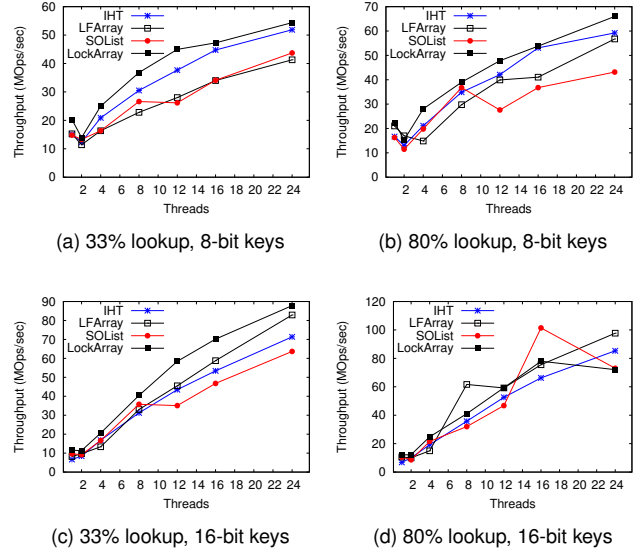 Throughput (MOps/sec)
60
50
40
30
20
10
0
IHT
LFArray
SOList
LockArray
2 4 6 8 10 12 14 16 18 20 22 24
Threads
(a) 33% lookup, 8-bit keys
Throughput (MOps/sec)
70
60
50
40
30
20
10
0
IHT
LFArray
SOList
LockArray
2 4 6 8 10 12 14 16 18 20 22 24
Threads
(b) 80% lookup, 8-bit keys
Throughput (MOps/sec)
90
80
70
60
50
40
30
20
10
0
IHT
LFArray
SOList
LockArray
2 4 6 8 10 12 14 16 18 20 22 24
Threads
(c) 33% lookup, 16-bit keys
Throughput (MOps/sec)
120
100
80
60
40
20
0
IHT
LFArray
SOList
LockArray
2 4 6 8 10 12 14 16 18 20 22 24
Threads
(d) 80% lookup, 16-bit keys